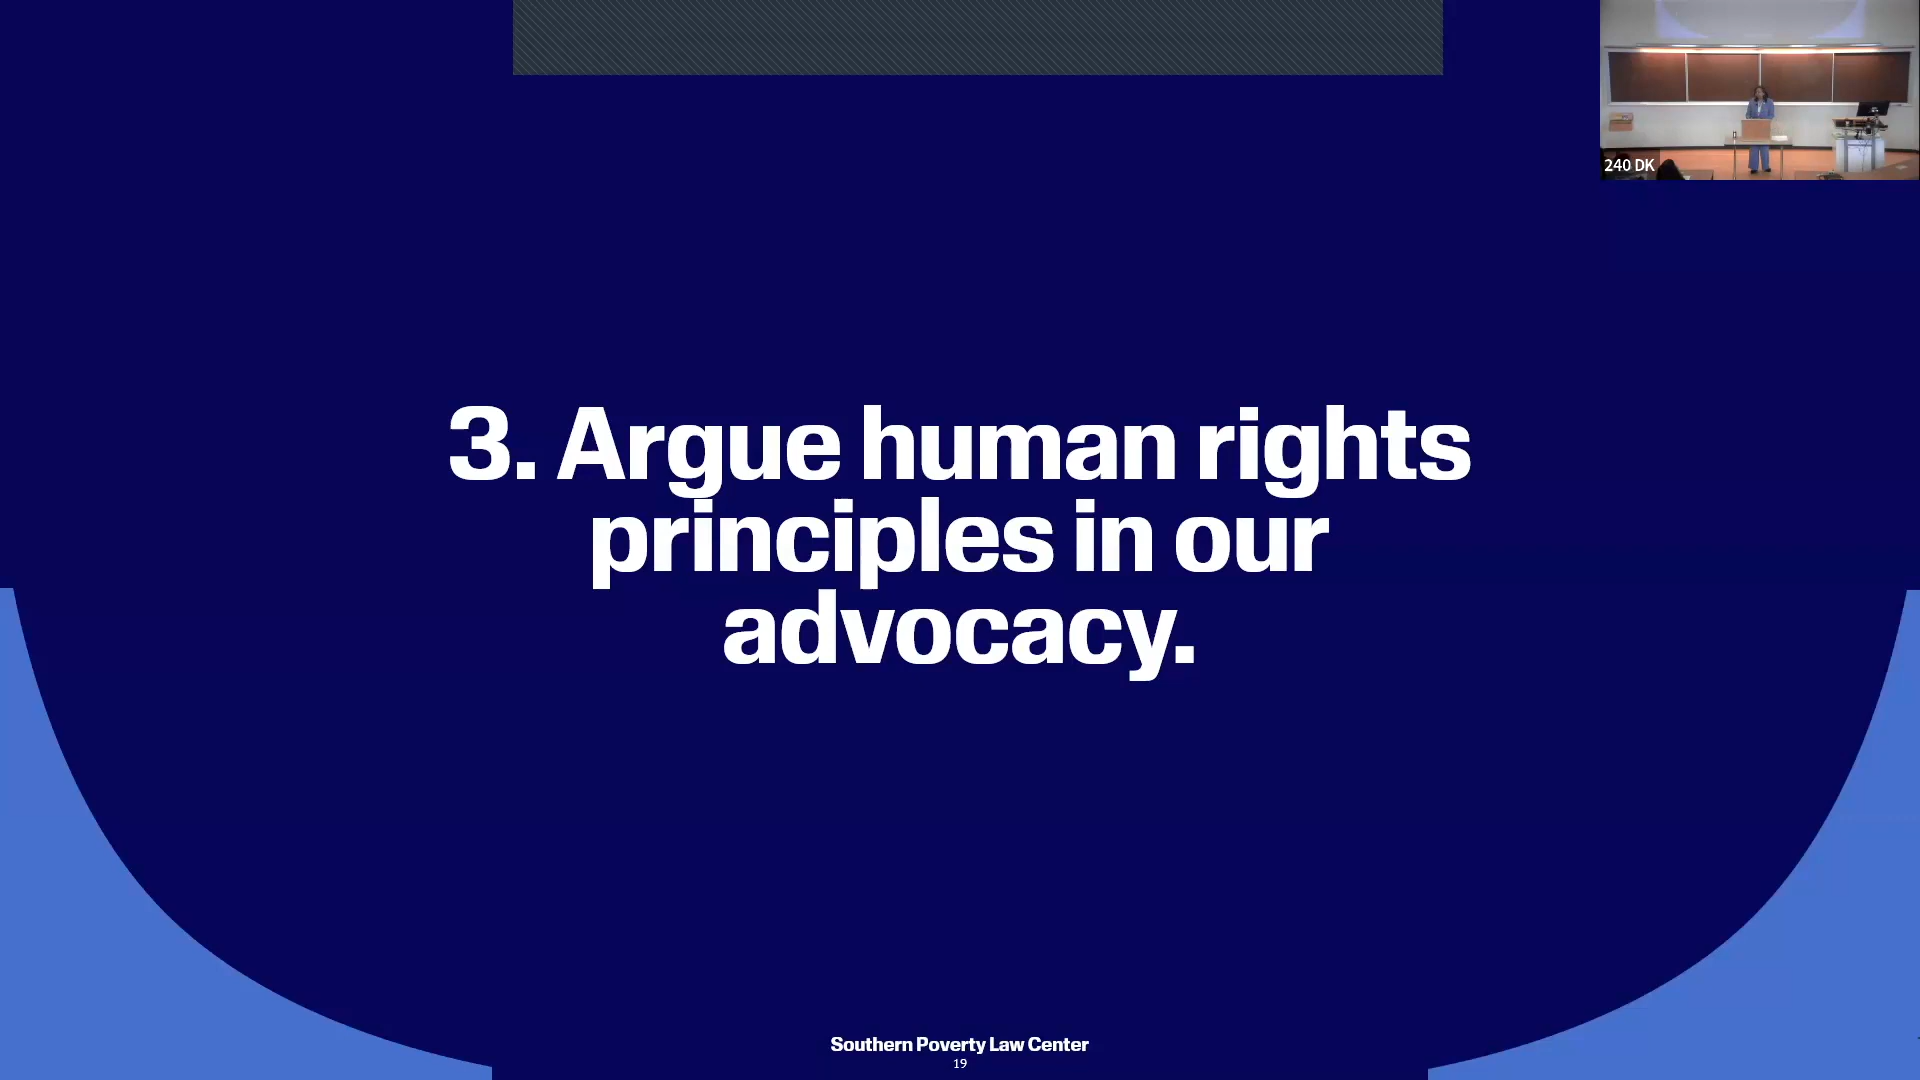 240 DK
3. Argue human rights
principles in our
advocacy.
Southern Poverty Law Center
19